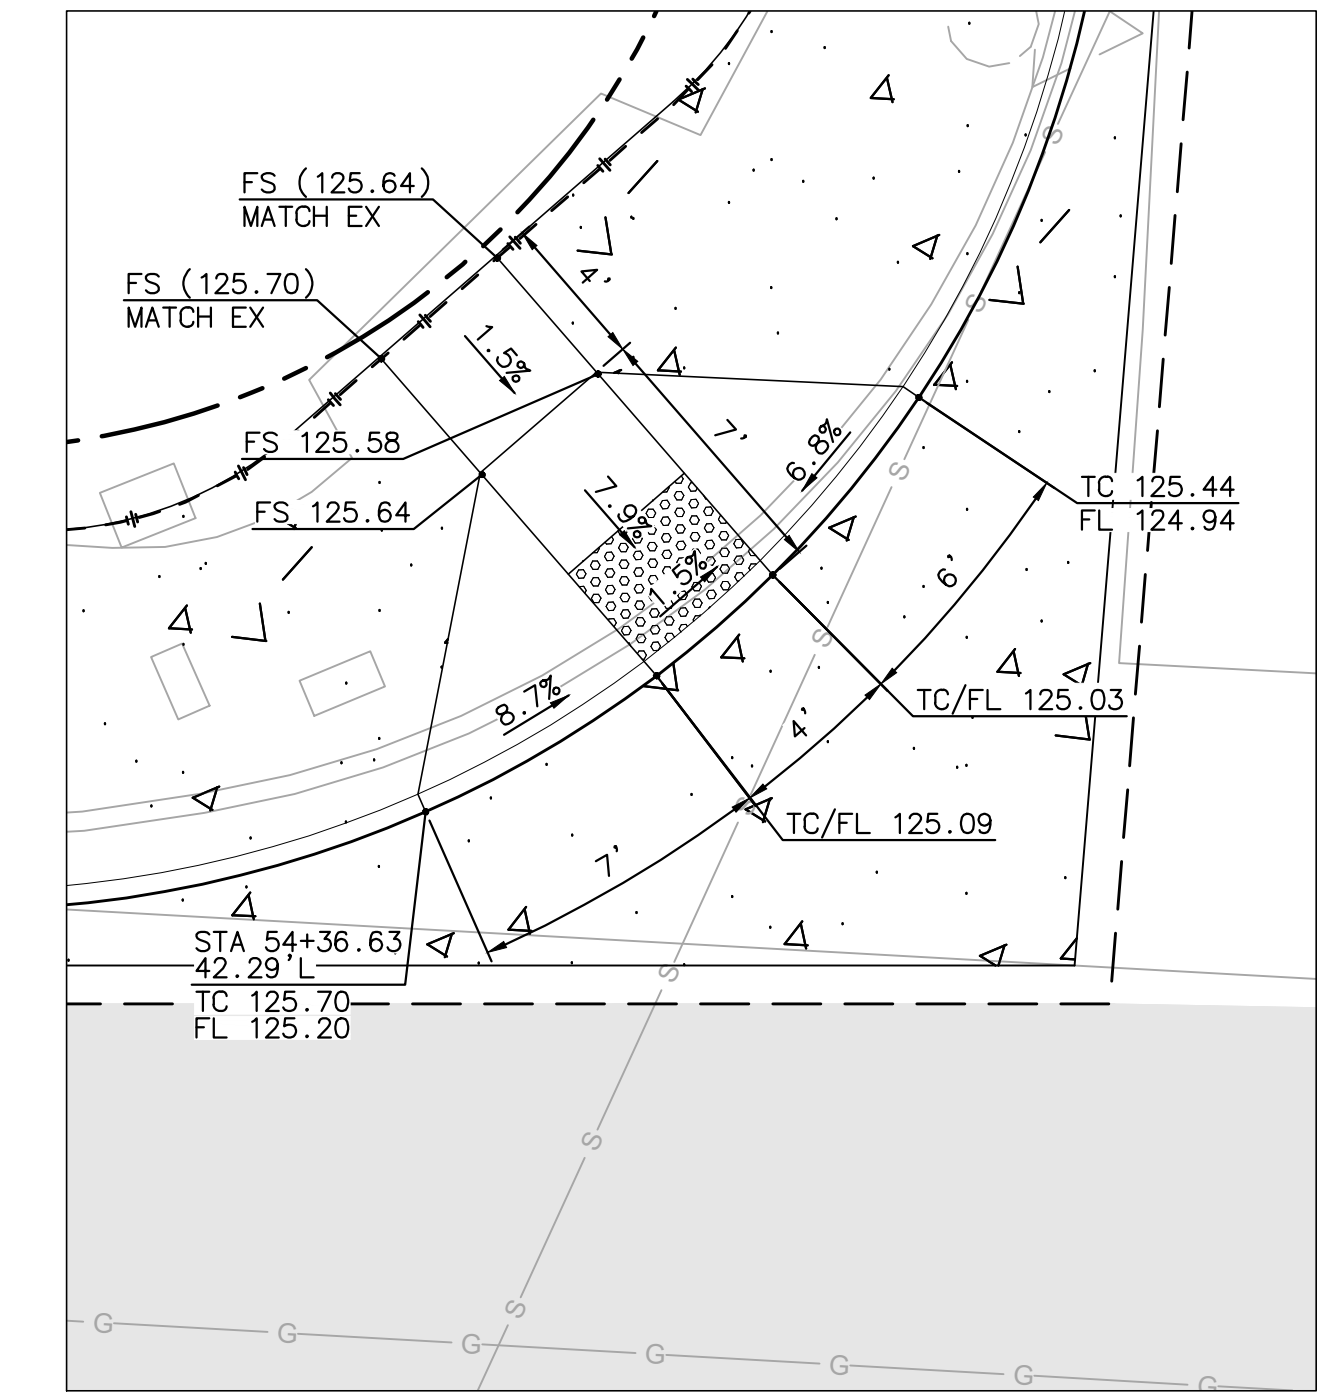 FS (125.64)
MATCH EX
FS (125.70)
MATCH EX
4'
1.5%
7'
6.8%
FS 125.58
FS 125.64
7.9%
1.5%
TC 125.44
FL 124.94
6'
8.7%
TC/FL 125.03
4'
TC/FL 125.09
7'
STA 54+36.63
42.29' L
TC 125.70
FL 125.20
S
S
S
S
S
S
S
S
G
G
G
G
G
G
G